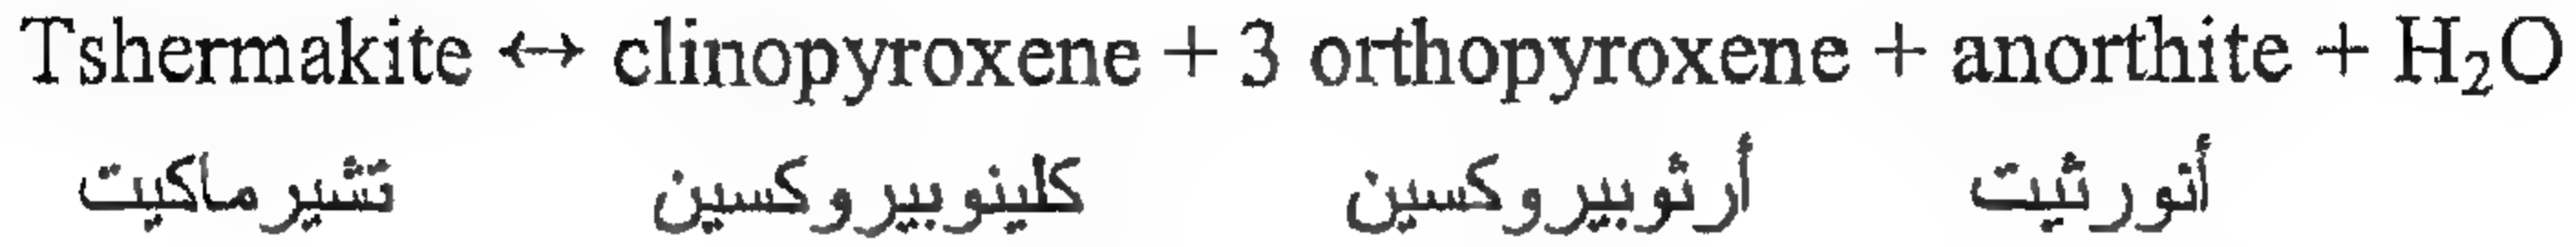 Tshermakite ↔ clinopyroxene + 3 orthopyroxene + anorthite + H₂O
تشيرماكيت كلينوبيروكسين أرثوبيروكسين أنورثيت